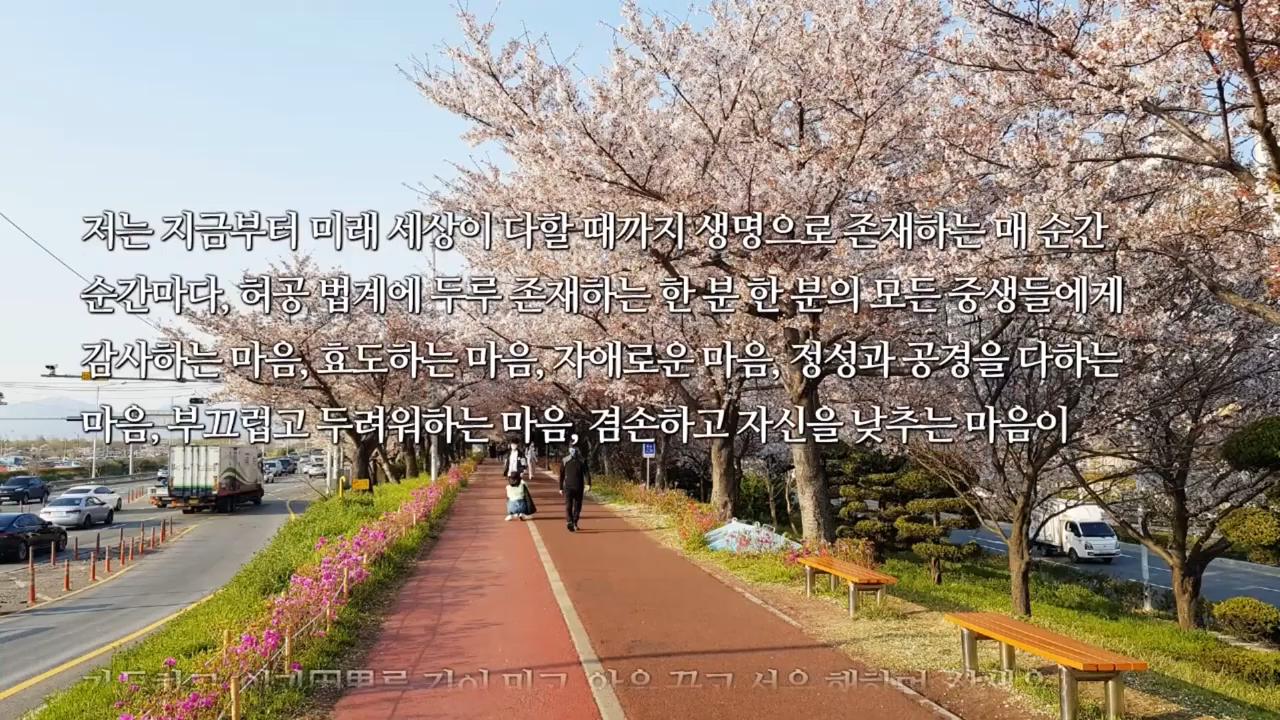 저는 지금부터 미래 세상이 다할 때까지 생명으로 존재하는 매 순간
순간마다, 허공 법계에 두루 존재하는 한 분 한 분의 모든 중생들에게
감사하는 마음, 효도하는 마음, 자애로운 마음, 정성과 공경을 다하는
마음, 부끄럽고 두려워하는 마음, 겸손하고 자신을 낮추는 마음이